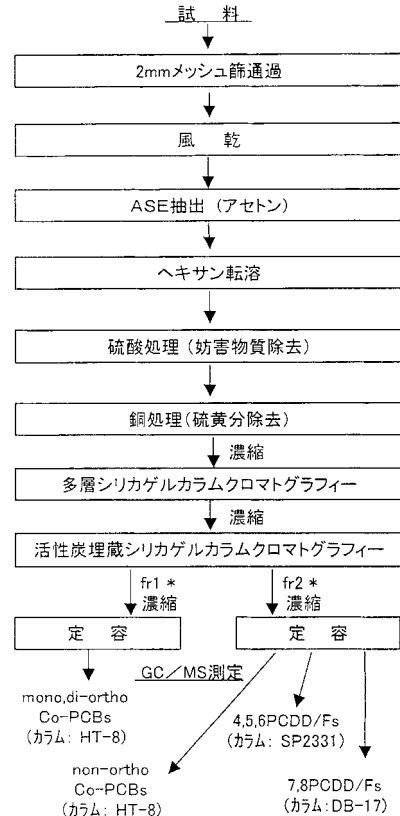 試　料
2mmメッシュ篩通過
風　乾
ASE抽出（アセトン）
ヘキサン転溶
硫酸処理（妨害物質除去）
銅処理(硫黄分除去)
濃縮
多層シリカゲルカラムクロマトグラフィー
濃縮
活性炭埋蔵シリカゲルカラムクロマトグラフィー
fr1 *
濃縮
fr2 *
濃縮
定　容
定　容
GC／MS測定
mono,di-ortho
Co-PCBs
(ｶﾗﾑ: HT-8)
4,5,6PCDD/Fs
(ｶﾗﾑ: SP2331)
non-ortho
Co-PCBs
(ｶﾗﾑ: HT-8)
7,8PCDD/Fs
(ｶﾗﾑ:DB-17)